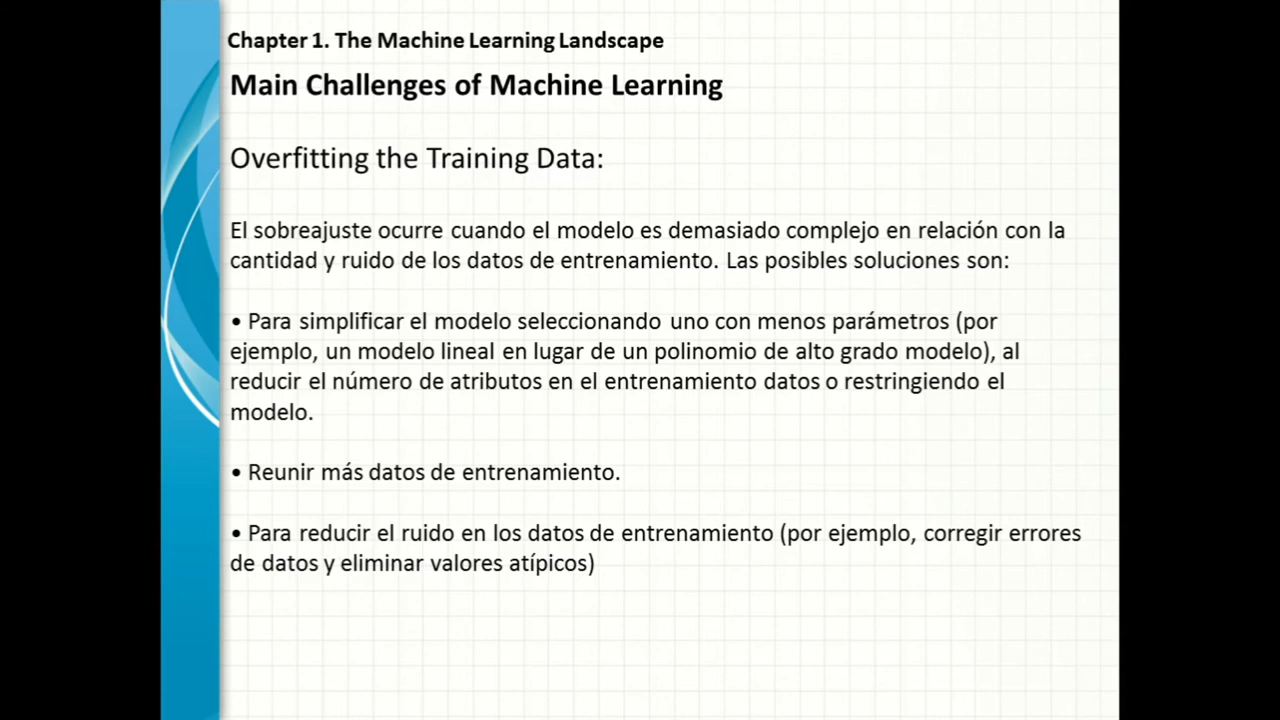 Chapter 1. The Machine Learning Landscape
Main Challenges of Machine Learning
Overfitting the Training Data:
El sobreajuste ocurre cuando el modelo es demasiado complejo en relación con la
cantidad y ruido de los datos de entrenamiento. Las posibles soluciones son:
• Para simplificar el modelo seleccionando uno con menos parámetros (por
ejemplo, un modelo lineal en lugar de un polinomio de alto grado modelo), al
reducir el número de atributos en el entrenamiento datos o restringiendo el
modelo.
• Reunir más datos de entrenamiento.
• Para reducir el ruido en los datos de entrenamiento (por ejemplo, corregir errores
de datos y eliminar valores atípicos)